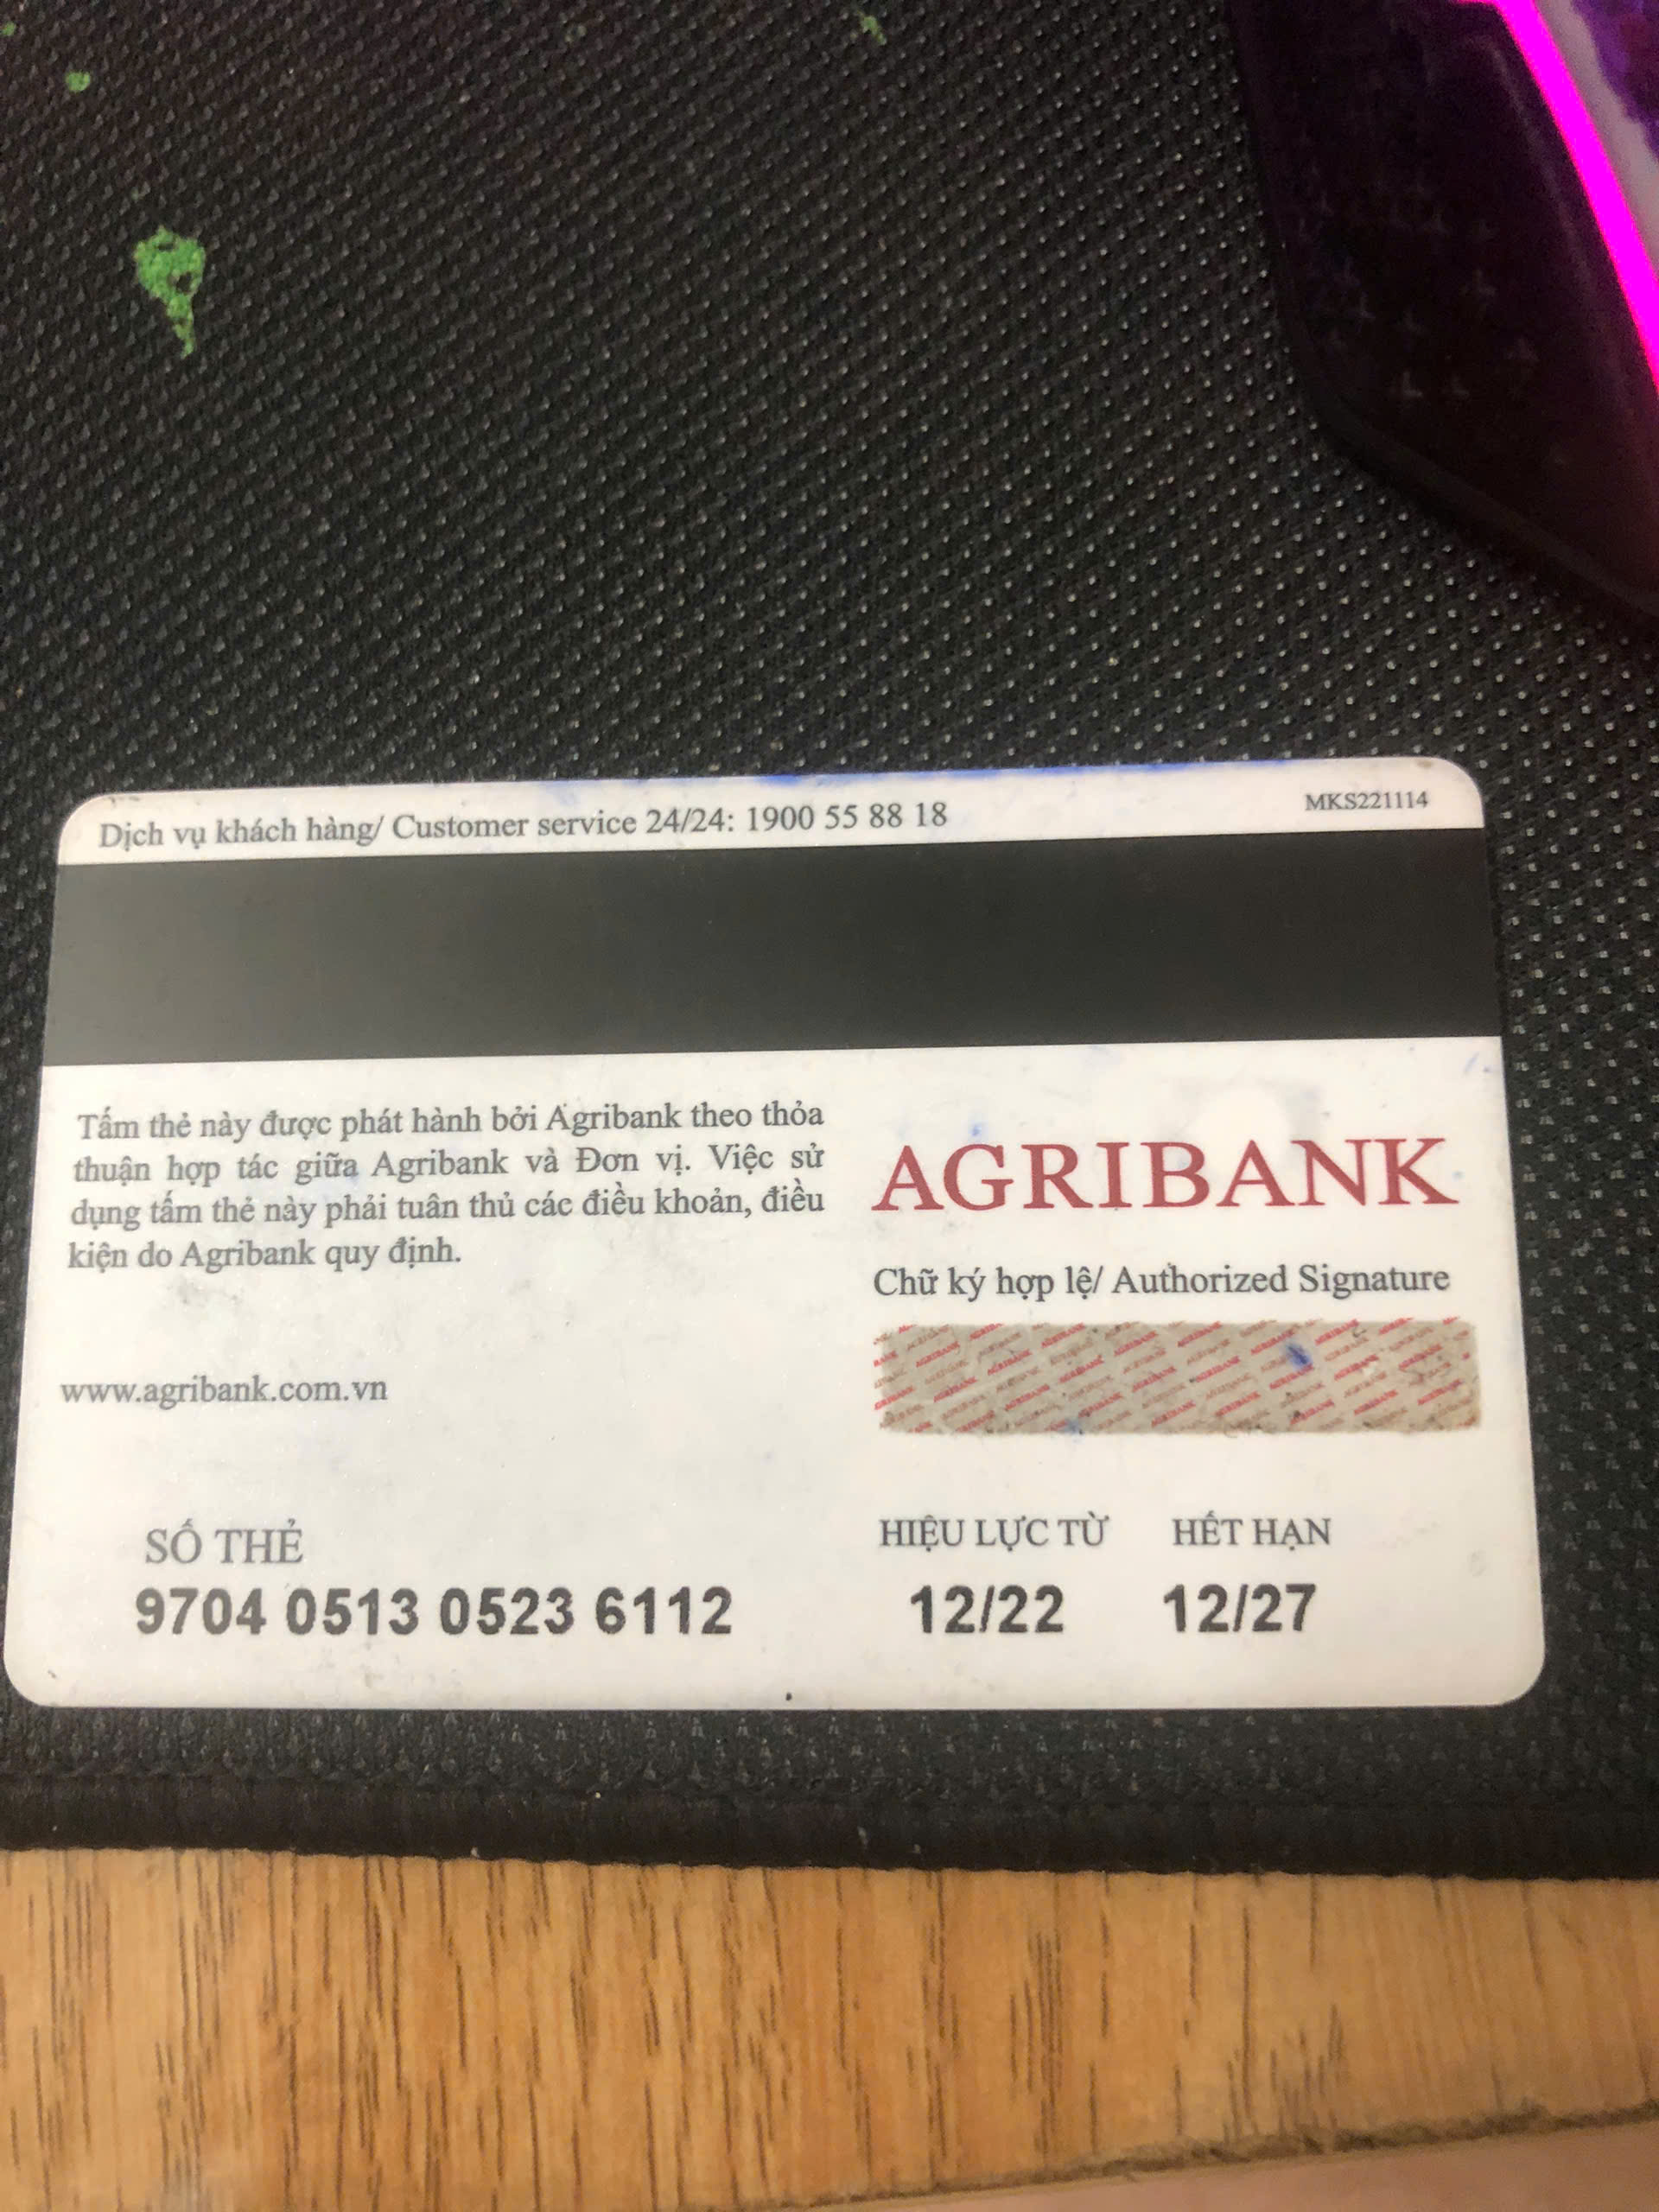 Dịch vụ khách hàng/ Customer service 24/24: 1900 55 88 18
MKS221114
Tấm thẻ này được phát hành bởi Agribank theo thỏa
thuận hợp tác giữa Agribank và Đơn vị. Việc sử
dụng tấm thẻ này phải tuân thủ các điều khoản, điều
kiện do Agribank quy định.
www.agribank.com.vn
AGRIBANK
Chữ ký hợp lệ/ Authorized Signature
SỐ THẺ
9704 0513 0523 6112
HIỆU LỰC TỪ HẾT HẠN
12/22 12/27